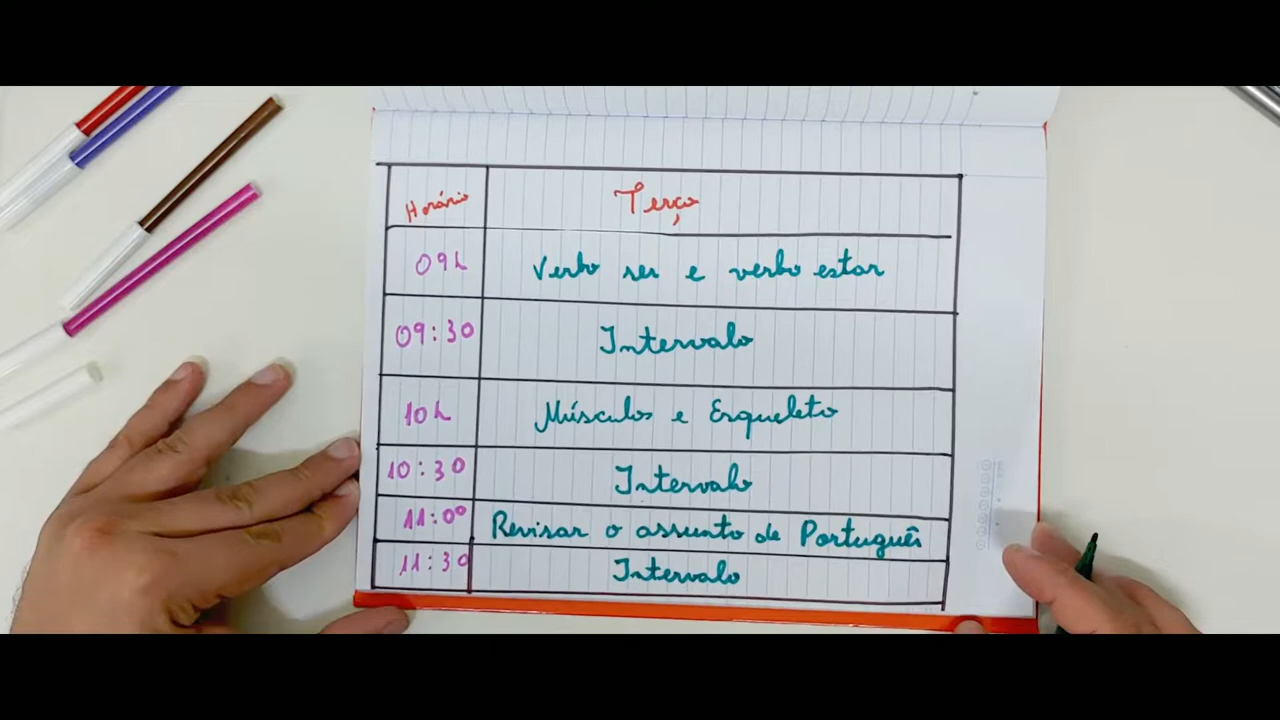 Horário Terça
09h Verbo ser e verbo estar
09:30 Intervalo
10h Músculos e Esqueleto
10:30 Intervalo
11:00 Revisar o assunto de Português
11:30 Intervalo